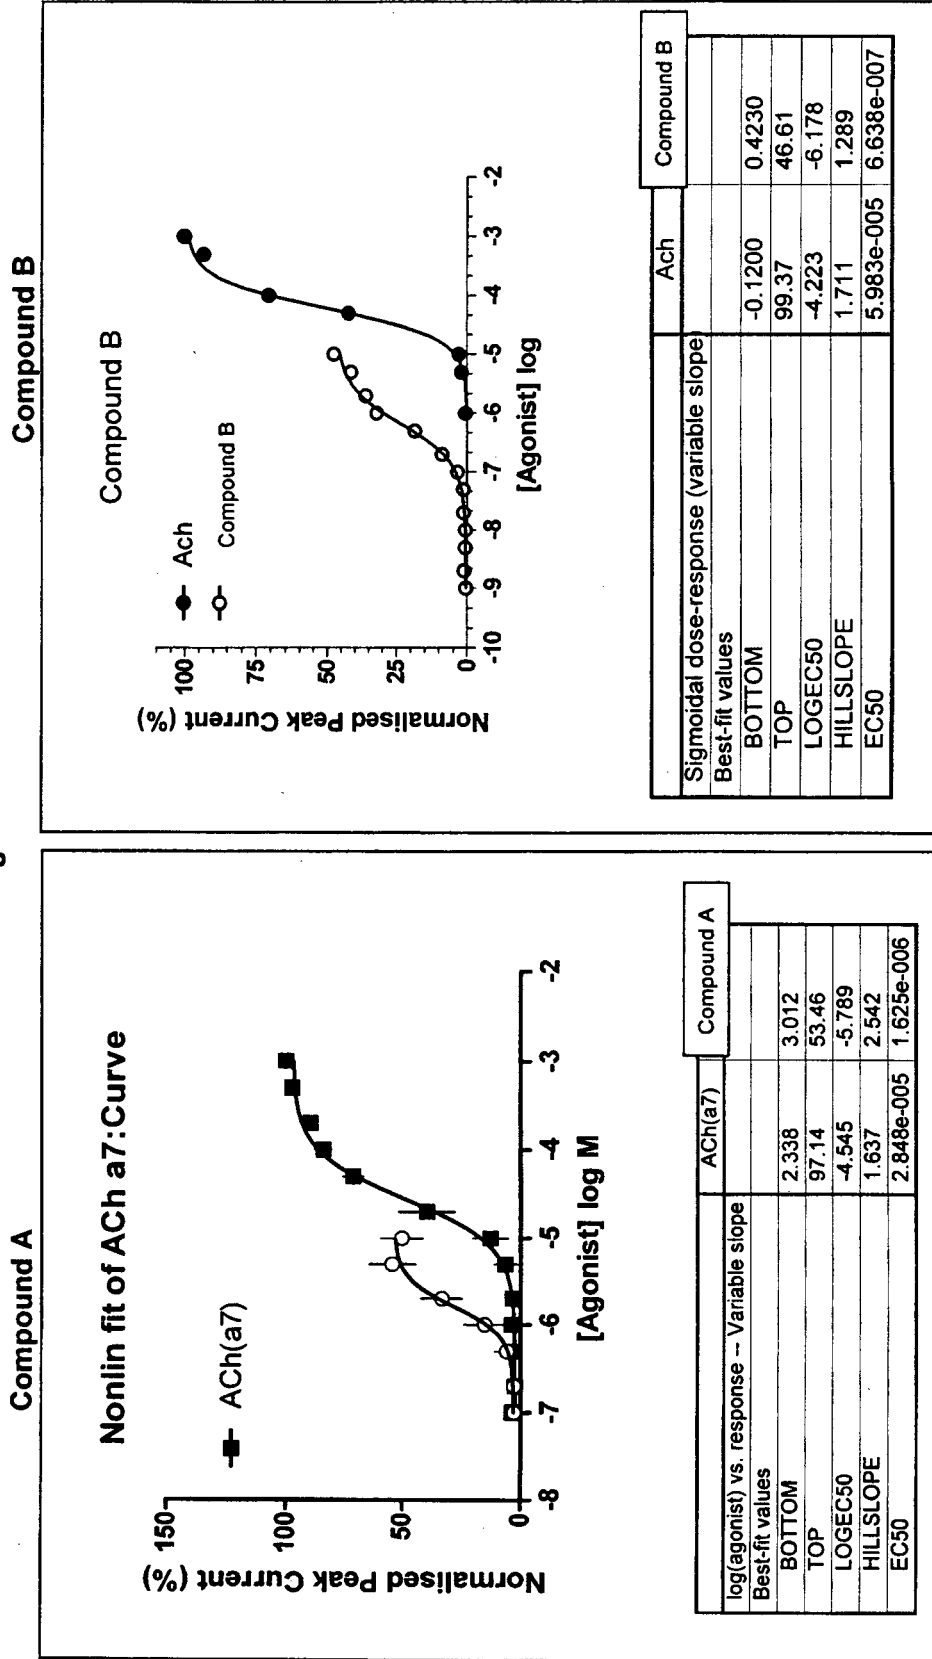 Compound A
Nonlin fit of ACh a7:Curve
ACh(a7)
Normalised Peak Current (%)
150
100
50
0
-8
-7
-6
-5
-4
-3
-2
[Agonist] log M
ACh(a7)
Compound A
log(agonist) vs. response -- Variable slope
Best-fit values
BOTTOM
2.338
3.012
TOP
97.14
53.46
LOGEC50
-4.545
-5.789
HILLSLOPE
1.637
2.542
EC50
2.848e-005
1.625e-006
Compound B
Compound B
Ach
Compound B
Normalised Peak Current (%)
100
75
50
25
0
-10
-9
-8
-7
-6
-5
-4
-3
-2
[Agonist] log
Ach
Compound B
Sigmoidal dose-response (variable slope)
Best-fit values
BOTTOM
-0.1200
0.4230
TOP
99.37
46.61
LOGEC50
-4.223
-6.178
HILLSLOPE
1.711
1.289
EC50
5.983e-005
6.638e-007